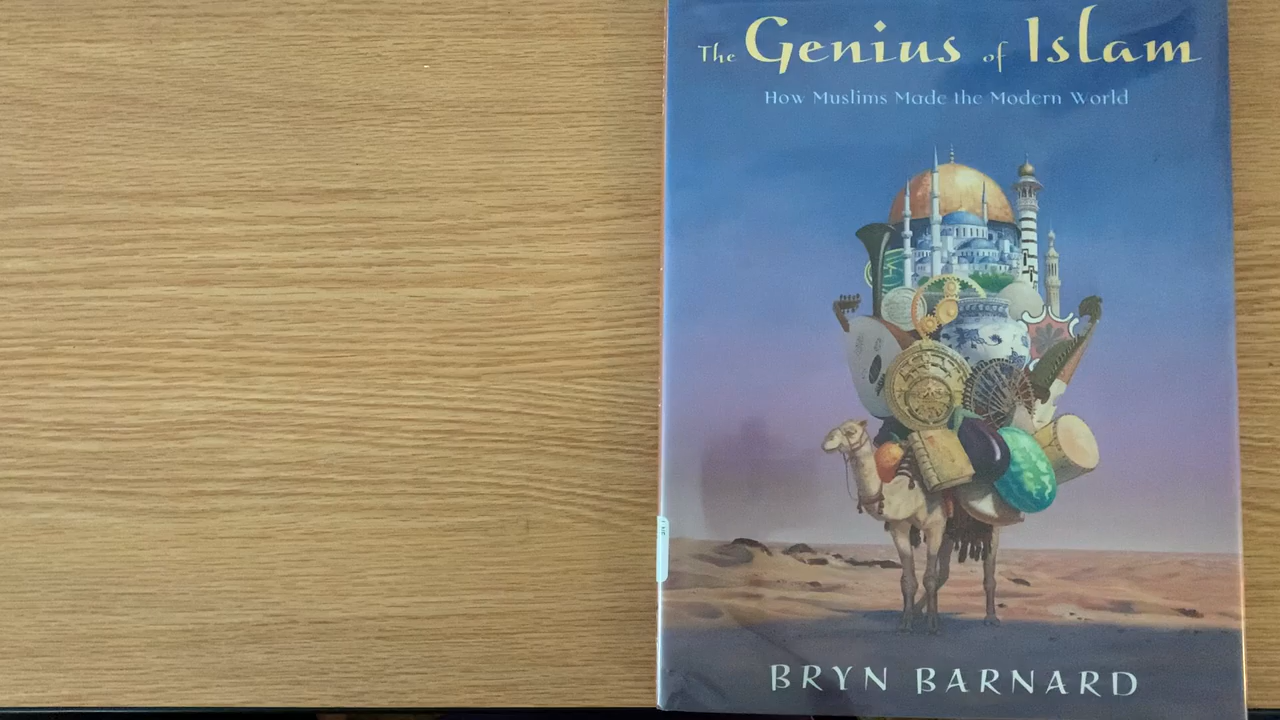 The Genius of Islam
How Muslims Made the Modern World
BRYN BARNARD